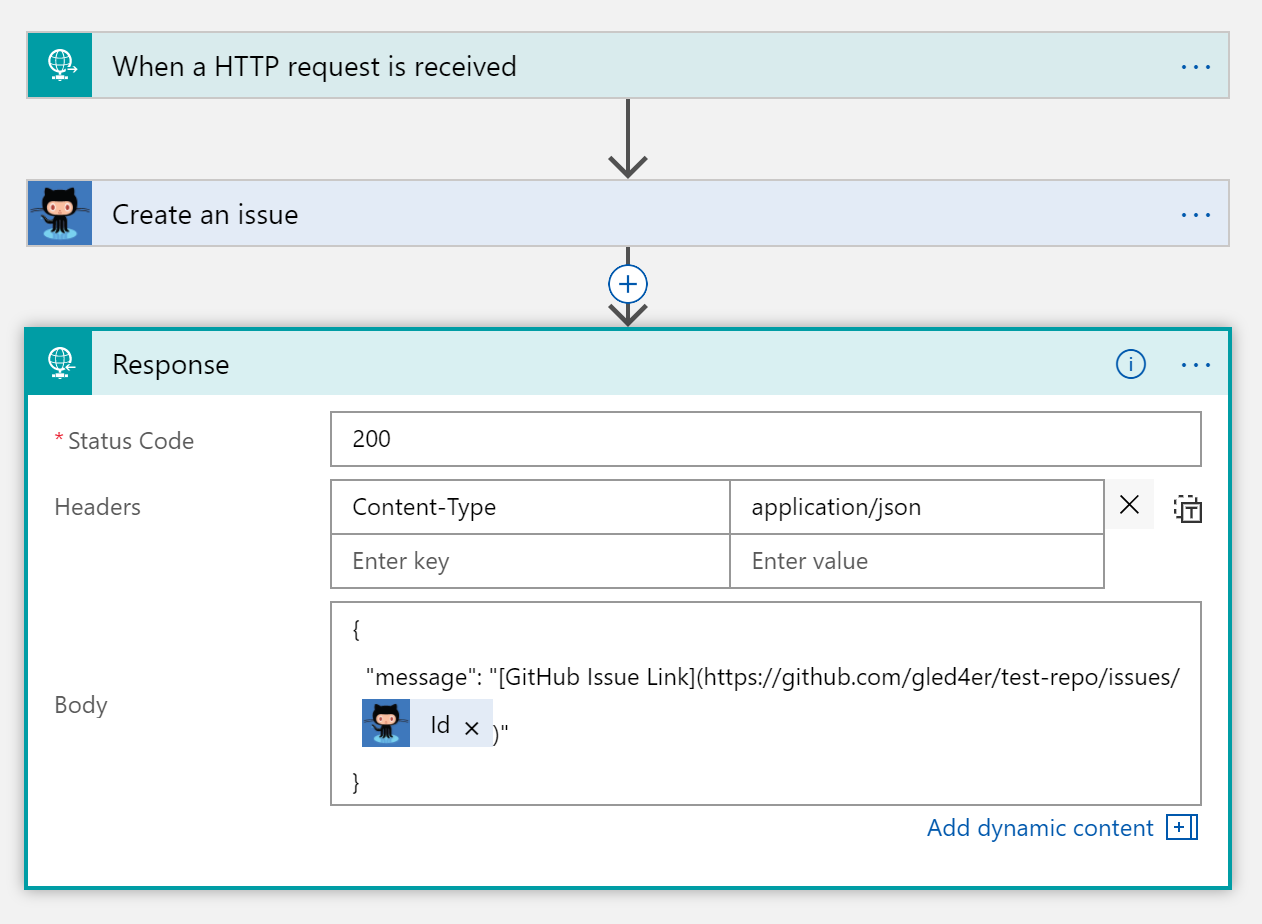 When a HTTP request is received
Create an issue
Response
* Status Code
200
Headers
Content-Type
application/json
Enter key
Enter value
Body
{
"message": "[GitHub Issue Link](https://github.com/gled4er/test-repo/issues/
Id × )"
}
Add dynamic content